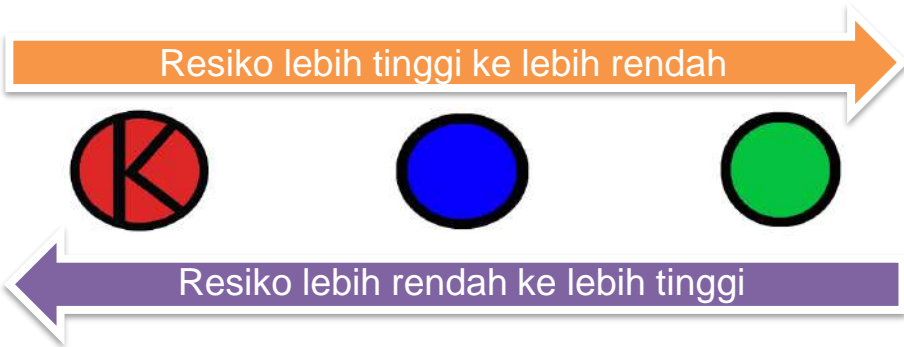 Resiko lebih tinggi ke lebih rendah
K
Resiko lebih rendah ke lebih tinggi